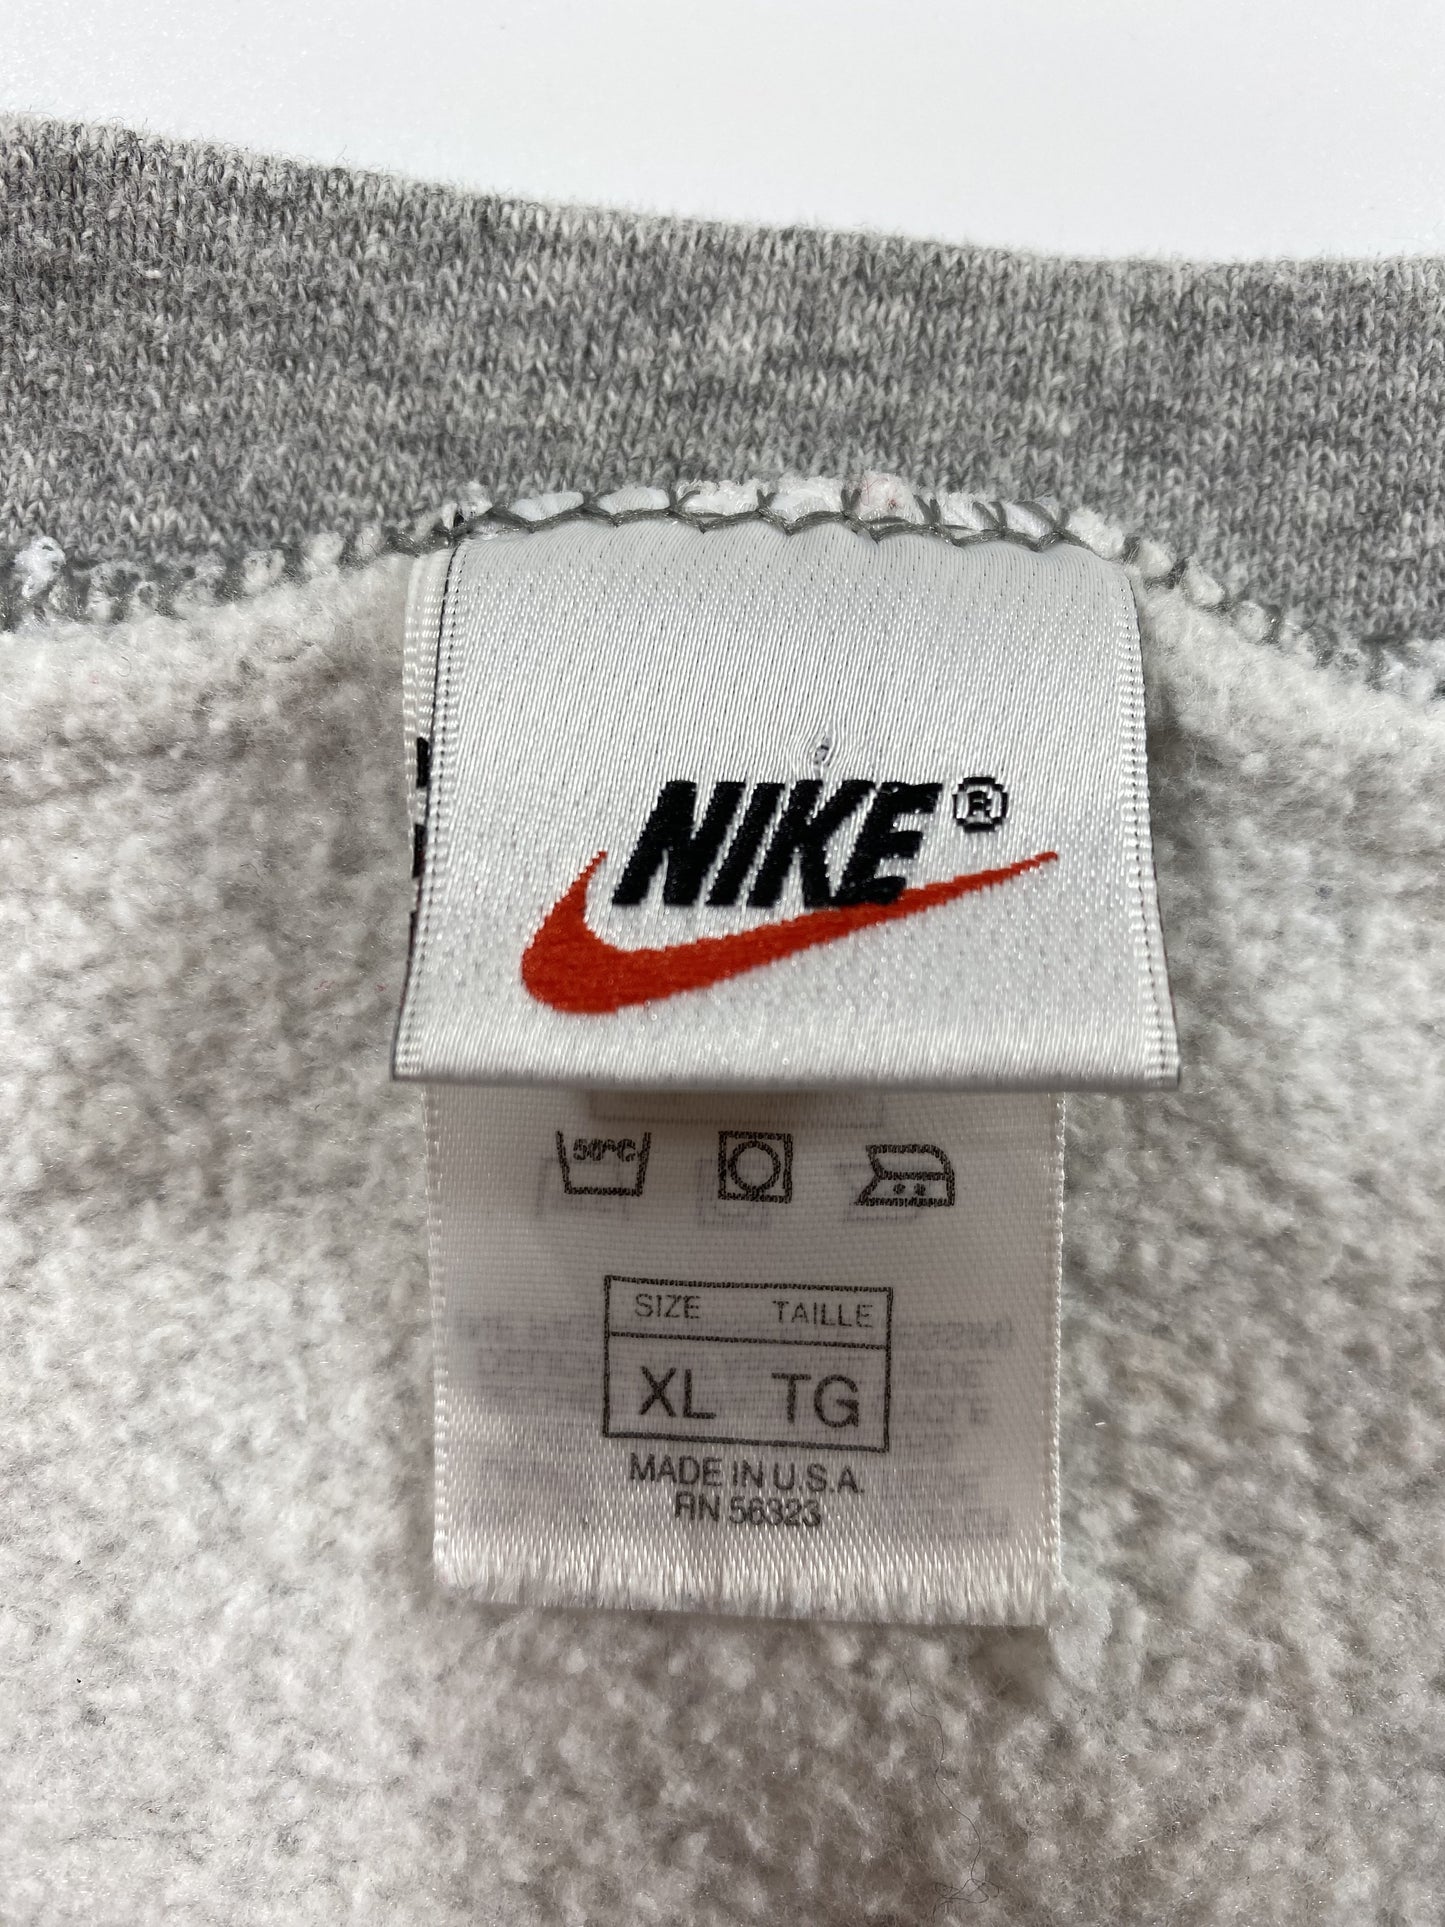 NIKE®
50°C
SIZE TAILLE
XL TG
MADE IN U.S.A.
RN 56323